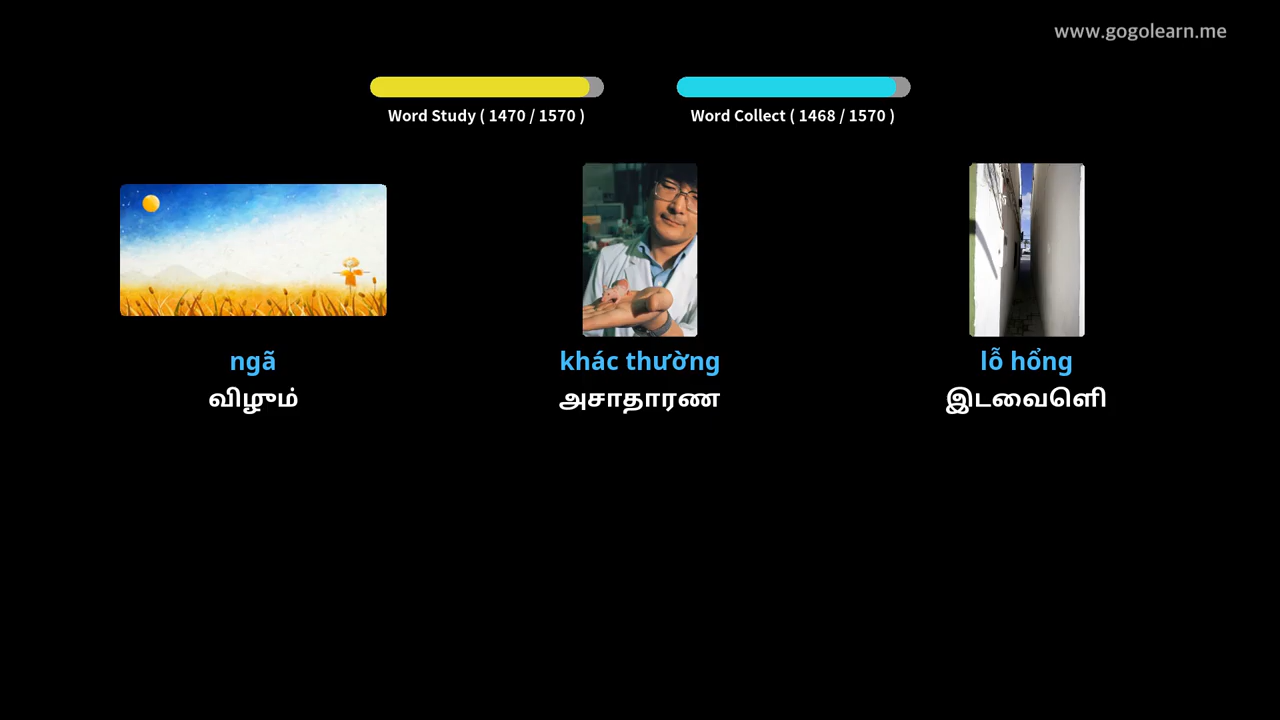 www.gogolearn.me
Word Study ( 1470 / 1570 )
Word Collect ( 1468 / 1570 )
ngã
khác thường
lỗ hổng
விழும்
அசாதாரண
இடைவெளி